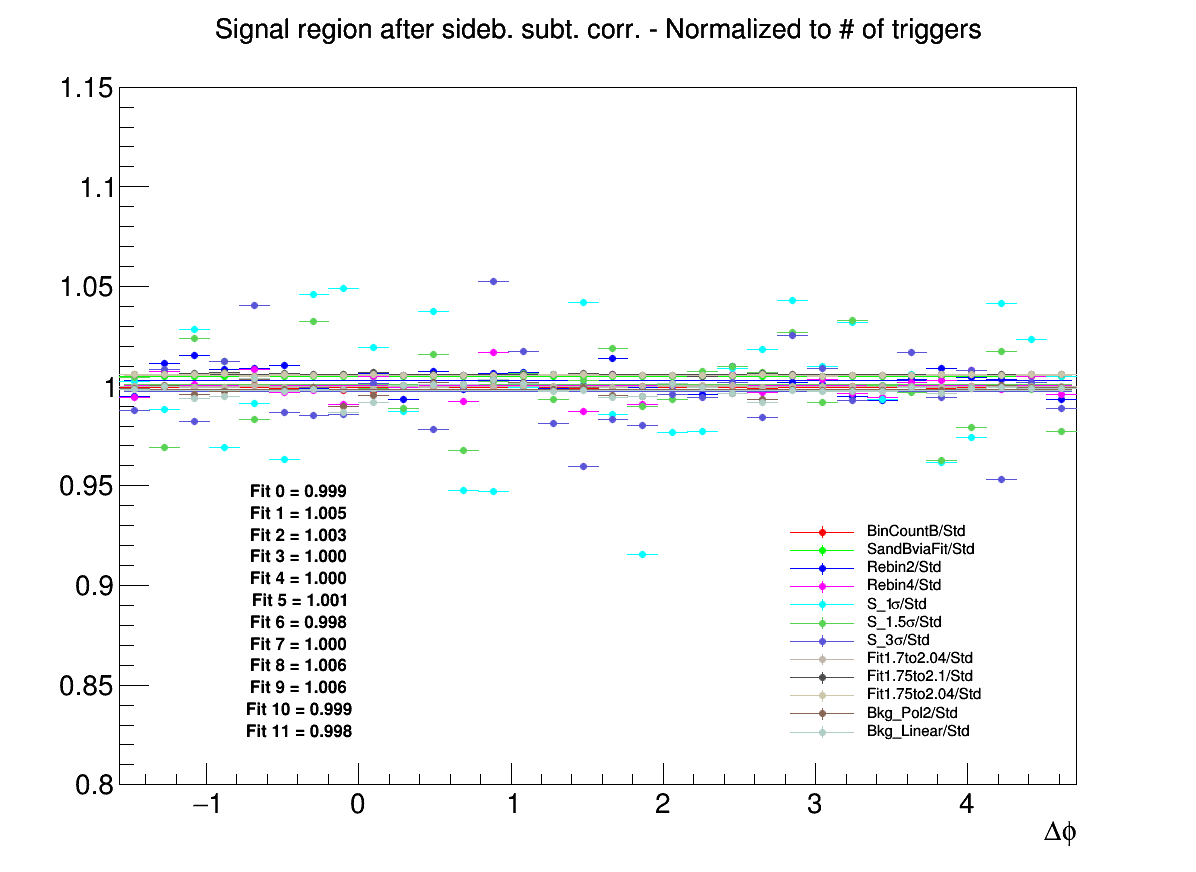 Signal region after sideb. subt. corr. - Normalized to # of triggers
1.15
1.1
1.05
1
0.95
0.9
0.85
0.8
Fit 0 = 0.999
Fit 1 = 1.005
Fit 2 = 1.003
Fit 3 = 1.000
Fit 4 = 1.000
Fit 5 = 1.001
Fit 6 = 0.998
Fit 7 = 1.000
Fit 8 = 1.006
Fit 9 = 1.006
Fit 10 = 0.999
Fit 11 = 0.998
BinCountB/Std
SandBviaFit/Std
Rebin2/Std
Rebin4/Std
S_1σ/Std
S_1.5σ/Std
S_3σ/Std
Fit1.7to2.04/Std
Fit1.75to2.1/Std
Fit1.75to2.04/Std
Bkg_Pol2/Std
Bkg_Linear/Std
−1 0 1 2 3 4
Δϕ